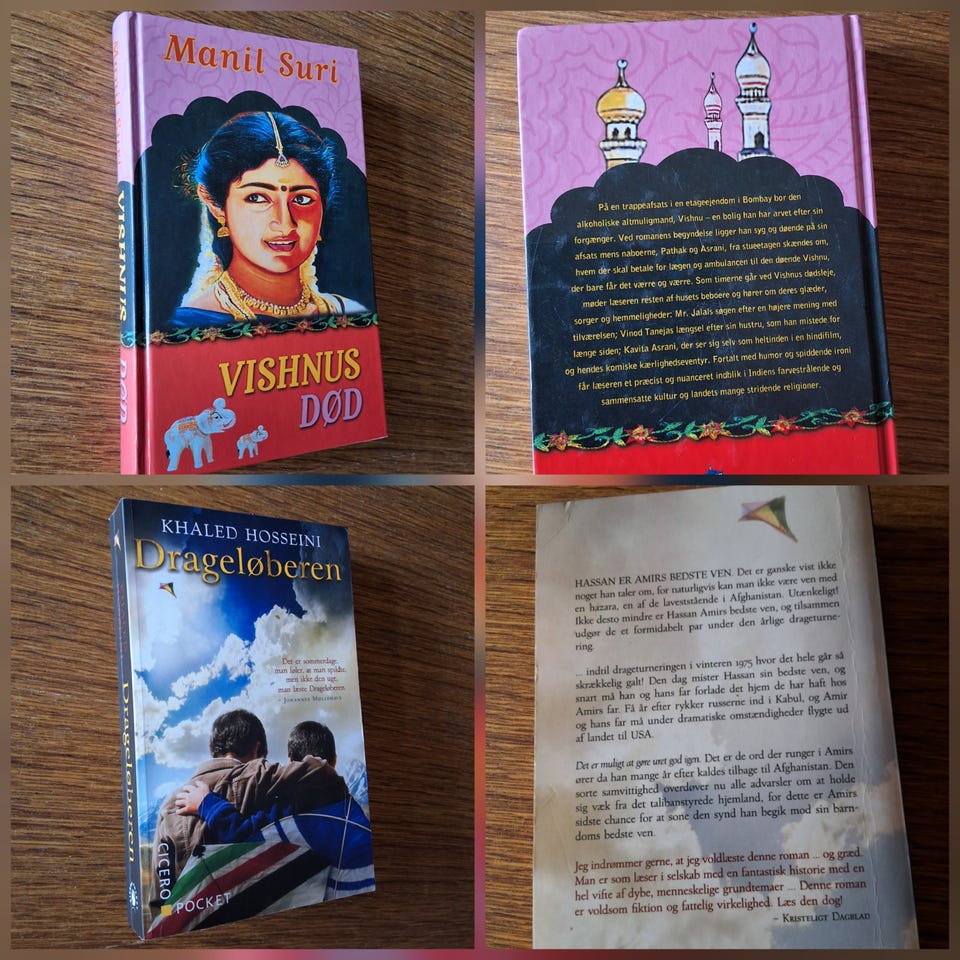 Manil Suri
VISHNUS
DØD
VISHNUS DØD
På en trappeafsats i en etageejendom i Bombay bor den
alkoholiske altmuligmand, Vishnu – en bolig han har arvet efter sin
forgænger. Ved romanens begyndelse ligger han syg og døende på sin
afsats mens naboerne, Pathak og Asrani, fra stueetagen skændes om,
hvem der skal betale for lægen og ambulancen til den døende Vishnu,
der bare får det værre og værre. Som timerne går ved Vishnus dødsleje,
møder læseren resten af husets beboere og hører om deres glæder,
sorger og hemmeligheder: Mr. Jalals søgen efter en højere mening med
tilværelsen; Vinod Tanejas længsel efter sin hustru, som han mistede for
længe siden; Kavita Asrani, der ser sig selv som heltinden i en hindifilm,
og hendes komiske kærlighedseventyr. Fortalt med humor og spiddende ironi
får læseren et præcist og nuanceret indblik i Indiens farvestrålende og
sammensatte kultur og landets mange stridende religioner.
KHALED HOSSEINI
Drageløberen
Det er sommerdage,
man føler, at man spildte,
men ikke den uge,
man læste Drageløberen
– Johannes Møllehave
Drageløberen
CICERO
POCKET
HASSAN ER AMIRS BEDSTE VEN. Det er ganske vist ikke
noget han taler om, for naturligvis kan man ikke være ven med
en hazara, en af de laveststående i Afghanistan. Utænkeligt!
Ikke desto mindre er Hassan Amirs bedste ven, og tilsammen
udgør de et formidabelt par under den årlige drageturne-
ring.
... indtil drageturneringen i vinteren 1975 hvor det hele går så
skrækkelig galt! Den dag mister Hassan sin bedste ven, og
snart må han og hans far forlade det hjem de har haft hos
Amirs far. Få år efter rykker russerne ind i Kabul, og Amir
og hans far må under dramatiske omstændigheder flygte ud
af landet til USA.
Det er muligt at gøre uret god igen. Det er de ord der runger i Amirs
ører da han mange år efter kaldes tilbage til Afghanistan. Den
sorte samvittighed overdøver nu alle advarsler om at holde
sig væk fra det talibanstyrede hjemland, for dette er Amirs
sidste chance for at sone den synd han begik mod sin barn-
doms bedste ven.
Jeg indrømmer gerne, at jeg voldlæste denne roman ... og græd.
Man er som læser i selskab med en fantastisk historie med en
hel vifte af dybe, menneskelige grundtemaer ... Denne roman
er voldsom fiktion og fattelig virkelighed. Læs den dog!
– Kristeligt Dagblad